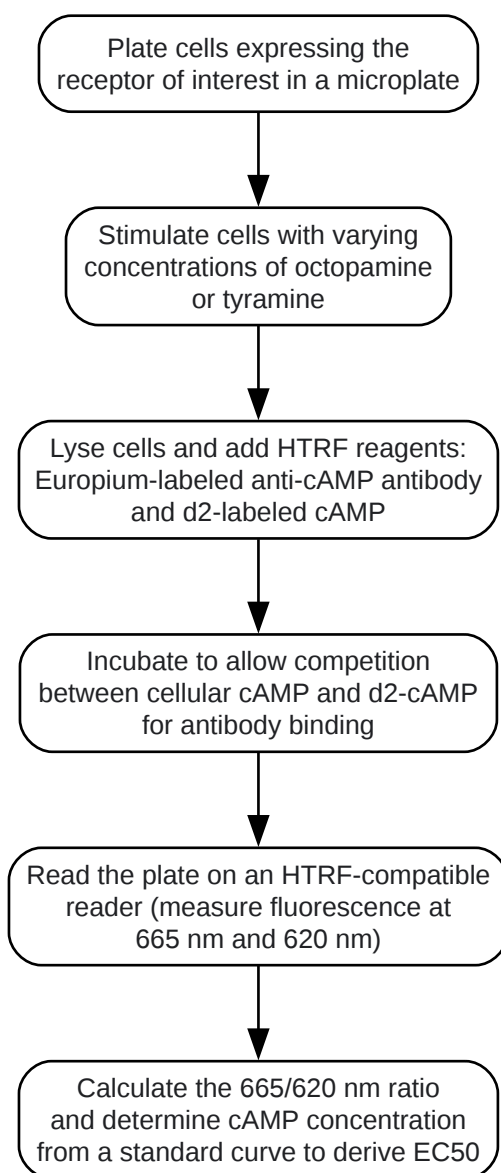 Plate cells expressing the
receptor of interest in a microplate
Stimulate cells with varying
concentrations of octopamine
or tyramine
Lyse cells and add HTRF reagents:
Europium-labeled anti-cAMP antibody
and d2-labeled cAMP
Incubate to allow competition
between cellular cAMP and d2-cAMP
for antibody binding
Read the plate on an HTRF-compatible
reader (measure fluorescence at
665 nm and 620 nm)
Calculate the 665/620 nm ratio
and determine cAMP concentration
from a standard curve to derive EC50